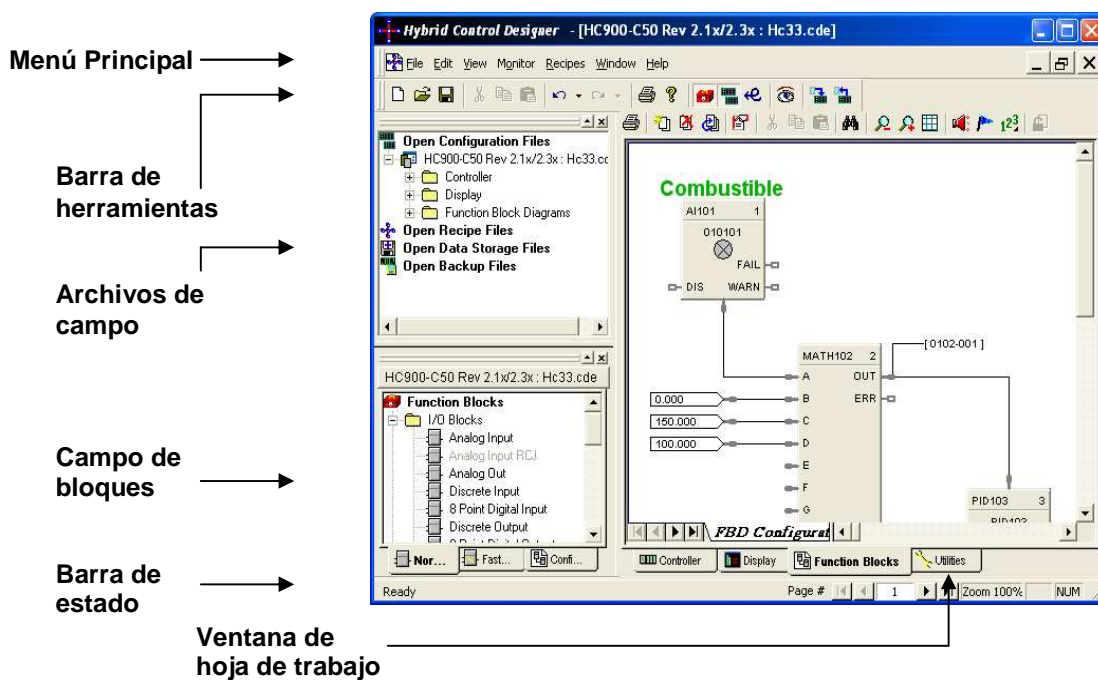 Hybrid Control Designer - [HC900-C50 Rev 2.1x/2.3x : Hc33.cde]
Menú Principal
File Edit View Monitor Recipes Window Help
Barra de
herramientas
Open Configuration Files
HC900-C50 Rev 2.1x/2.3x : Hc33.cc
Controller
Display
Function Block Diagrams
Open Recipe Files
Open Data Storage Files
Open Backup Files
Archivos de
campo
123
Combustible
AI101 1
010101
FAIL
DIS WARN
[ 0102-001 ]
MATH102 2
A OUT
0.000
B ERR
150.000
C
100.000
D
E
F
G
PID103 3
HC900-C50 Rev 2.1x/2.3x : Hc33.cde
Function Blocks
I/O Blocks
Analog Input
Analog Input RCJ
Analog Out
Discrete Input
8 Point Digital Input
Discrete Output
Campo de
bloques
FBD Configurat
Nor... Fast... Confi...
Controller Display Function Blocks Utilities
Barra de
estado
Ready Page # 1 Zoom 100% NUM
Ventana de
hoja de trabajo